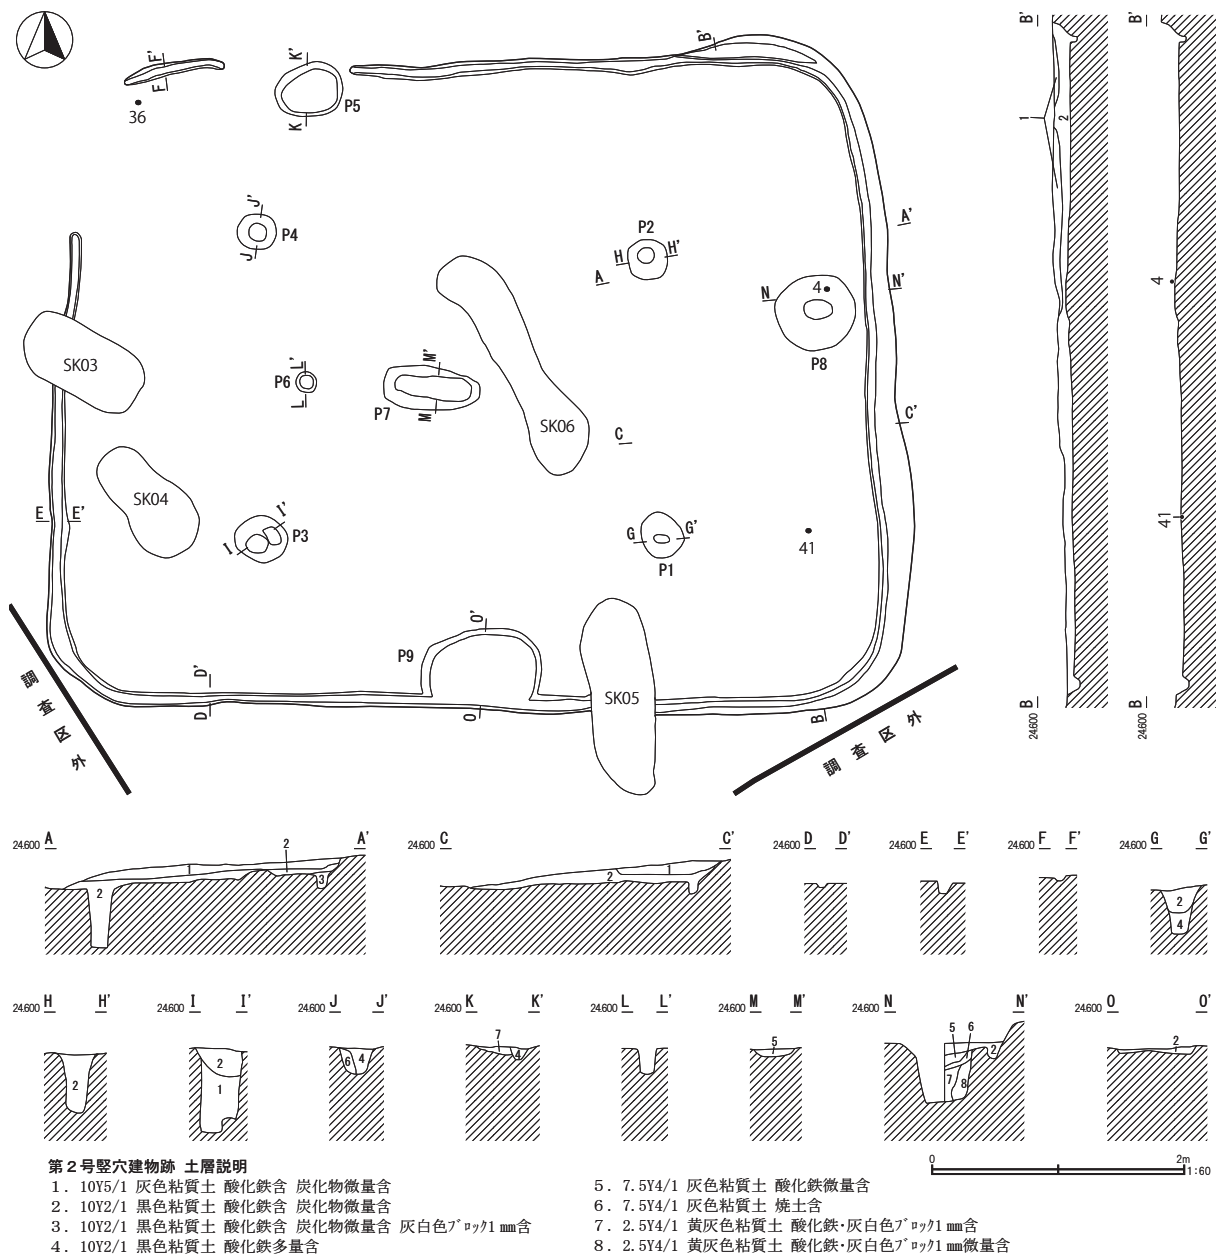 F'
F
36
K'
K
P5
B'
B'
B'
1
2
J'
J
P4
P2
H
H'
A
A'
N
N'
4
P8
4
SK03
L'
P6
L
M'
P7
M
SK06
C
C'
SK04
E
E'
I'
I
P3
G
G'
P1
41
41
O'
P9
SK05
D'
D
O
B
B
B
24.600
24.600
調査区外
調査区外
24.600 A A'
1
2
2
3
24.600 C C'
1
2
24.600 D D'
24.600 E E'
24.600 F F'
24.600 G G'
2
4
24.600 H H'
2
24.600 I I'
2
1
24.600 J J'
6 4
24.600 K K'
7
4
24.600 L L'
24.600 M M'
5
24.600 N N'
5 6
2
7 8
24.600 O O'
2
0 2m
1:60
第2号竪穴建物跡 土層説明
1. 10Y5/1 灰色粘質土 酸化鉄含 炭化物微量含
2. 10Y2/1 黒色粘質土 酸化鉄含 炭化物微量含
3. 10Y2/1 黒色粘質土 酸化鉄含 炭化物微量含 灰白色ﾌﾞﾛｯｸ1㎜含
4. 10Y2/1 黒色粘質土 酸化鉄多量含
5. 7.5Y4/1 灰色粘質土 酸化鉄微量含
6. 7.5Y4/1 灰色粘質土 焼土含
7. 2.5Y4/1 黄灰色粘質土 酸化鉄・灰白色ﾌﾞﾛｯｸ1㎜含
8. 2.5Y4/1 黄灰色粘質土 酸化鉄・灰白色ﾌﾞﾛｯｸ1㎜微量含